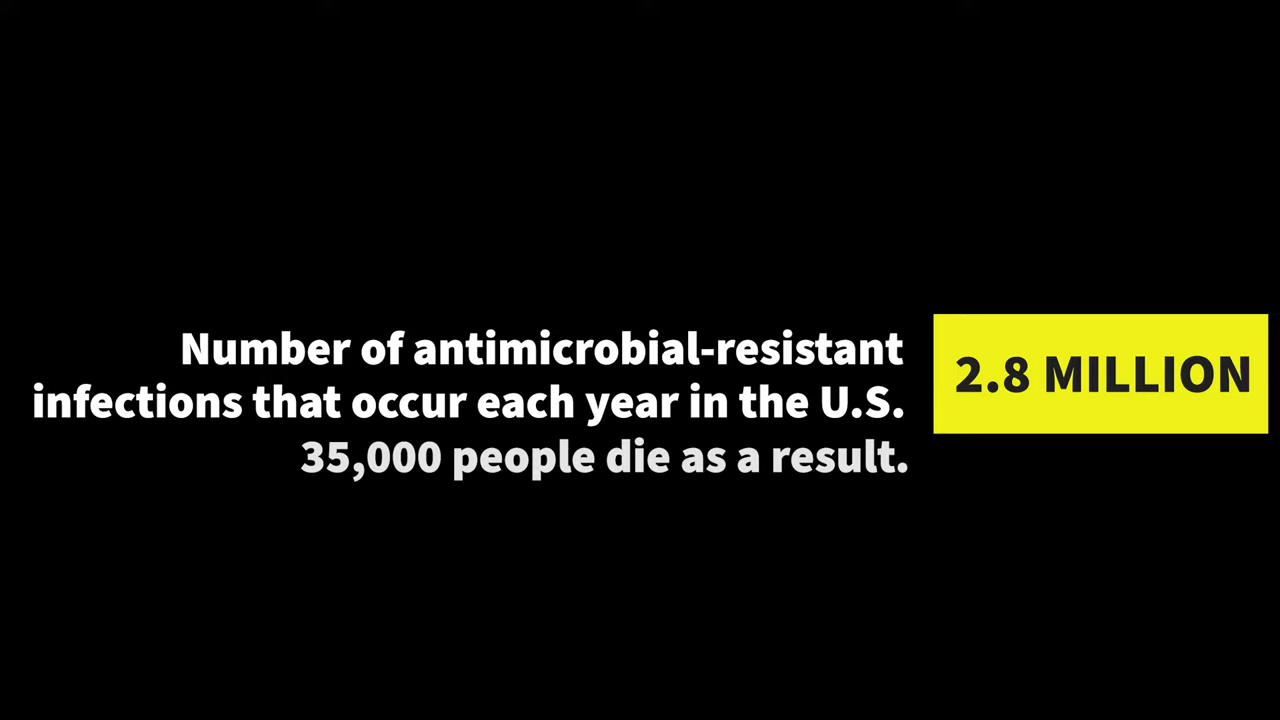 Number of antimicrobial-resistant
infections that occur each year in the U.S.
35,000 people die as a result.
2.8 MILLION